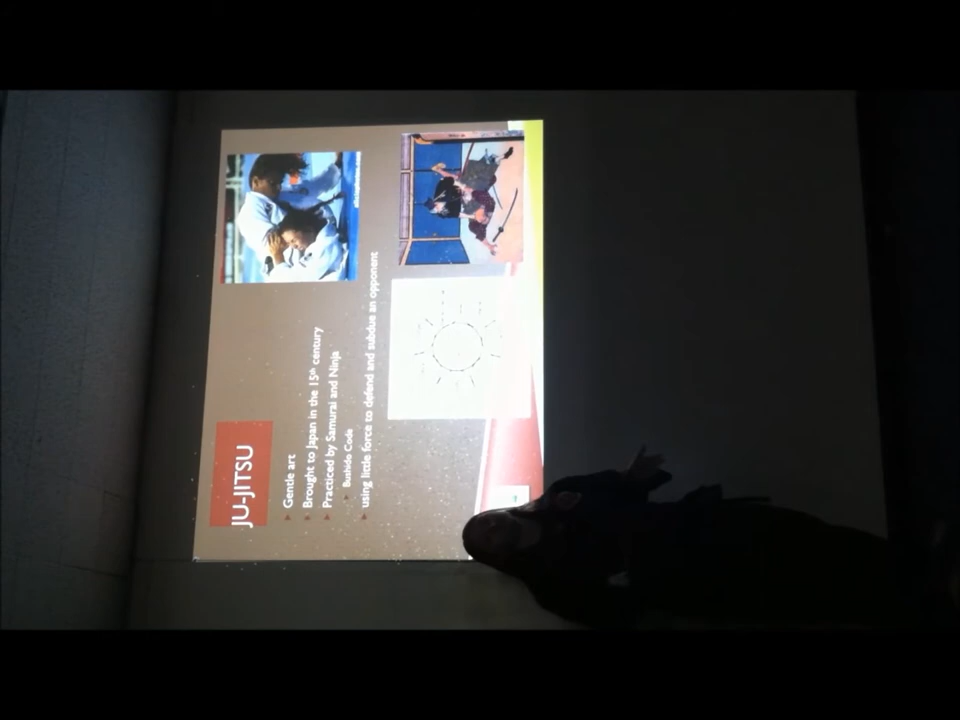 JU-JITSU
Gentle art
Brought to Japan in the 15th century
Practiced by Samurai and Ninja
Bushido Code
using little force to defend and subdue an opponent